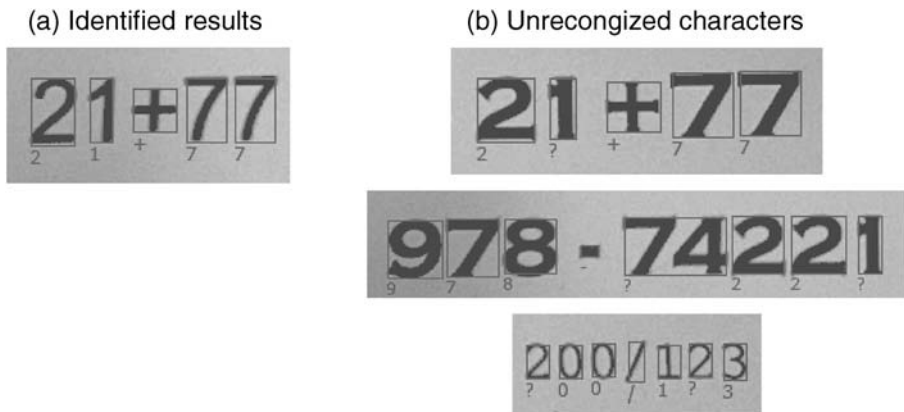 (a) Identified results
(b) Unrecongized characters
21+77
2 1 + 7 7
21+77
2 ? + 7 7
978-74221
9 7 8 - ? 2 2 ?
200/123
? 0 0 / 1 ? 3